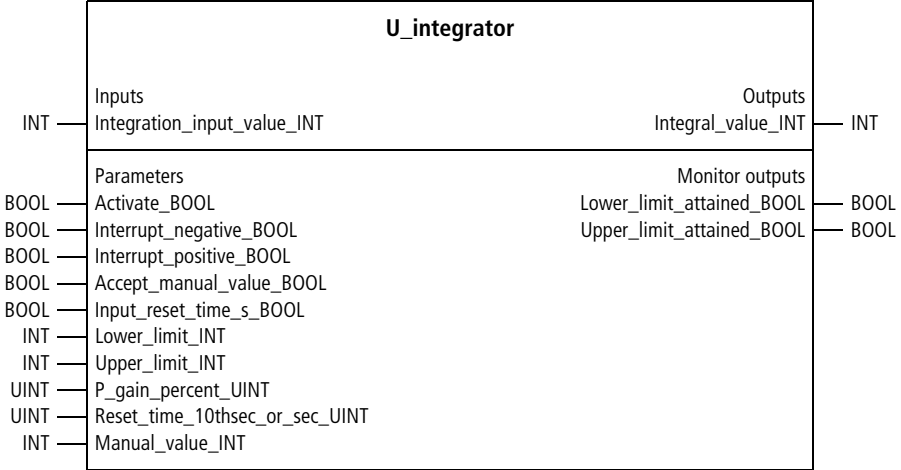 U_integrator
Inputs Outputs
INT Integration_input_value_INT Integral_value_INT INT
Parameters Monitor outputs
BOOL Activate_BOOL Lower_limit_attained_BOOL BOOL
BOOL Interrupt_negative_BOOL Upper_limit_attained_BOOL BOOL
BOOL Interrupt_positive_BOOL
BOOL Accept_manual_value_BOOL
BOOL Input_reset_time_s_BOOL
INT Lower_limit_INT
INT Upper_limit_INT
UINT P_gain_percent_UINT
UINT Reset_time_10thsec_or_sec_UINT
INT Manual_value_INT